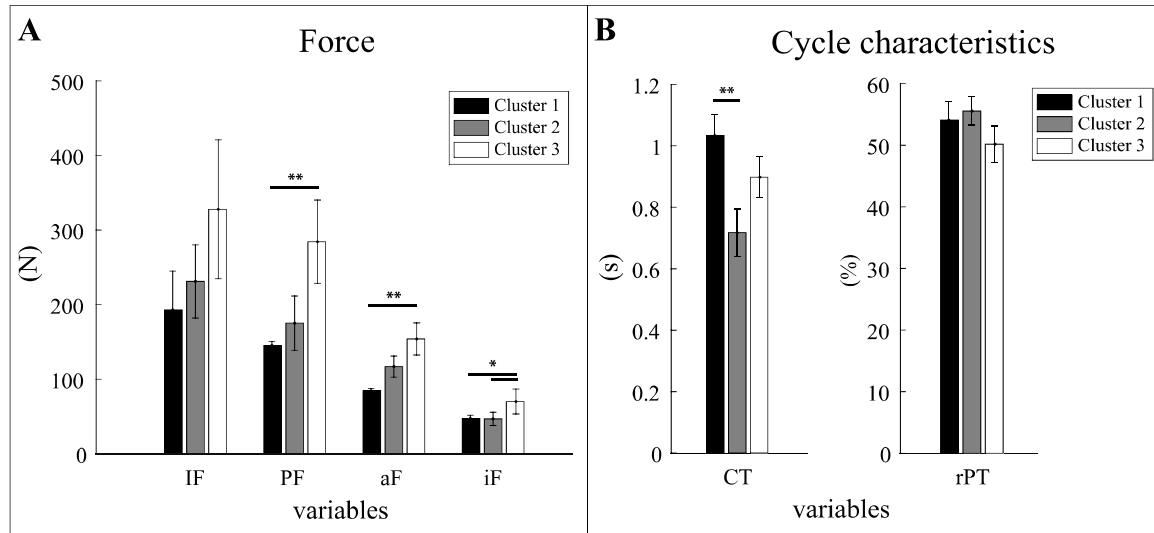 A
Force
500
400
300
200
100
0
(N)
Cluster 1
Cluster 2
Cluster 3
**
**
*
IF
PF
aF
iF
variables
B
Cycle characteristics
1.2
1
0.8
0.6
0.4
0.2
0
(s)
**
CT
60
50
40
30
20
10
0
(%)
rPT
Cluster 1
Cluster 2
Cluster 3
variables